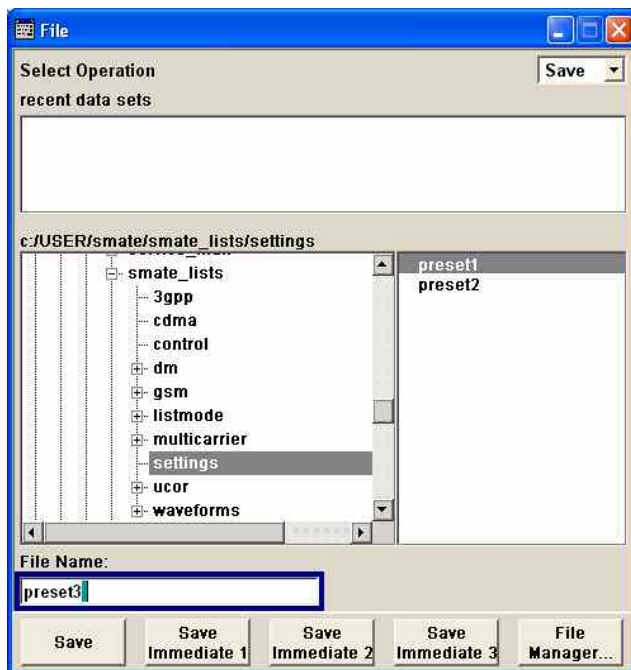 File
Select Operation
Save
recent data sets
c:/USER/smate/smate_lists/settings
smate_lists
3gpp
cdma
control
dm
gsm
listmode
multicarrier
settings
ucor
waveforms
preset1
preset2
File Name:
preset3
Save
Save Immediate 1
Save Immediate 2
Save Immediate 3
File Manager...